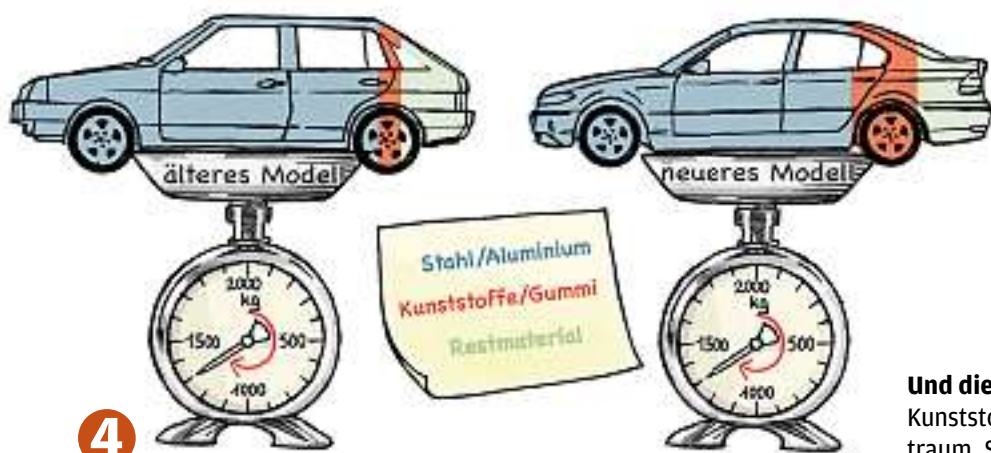 älteres Modell
neueres Modell
2000
kg
1500
500
1000
Stahl/Aluminium
Kunststoffe/Gummi
Restmaterial
2000
kg
1500
500
1000
4
Und die
Kunststo
traum. S